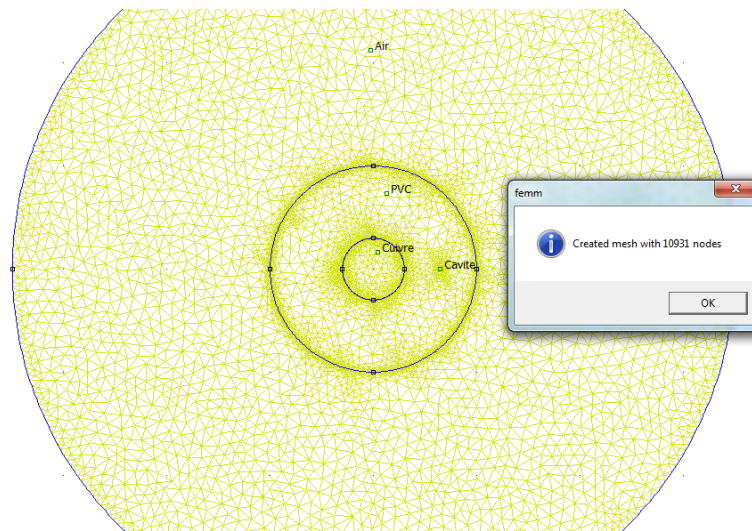 Air
PVC
femm
Cuivre
Cavite
Created mesh with 10931 nodes
OK